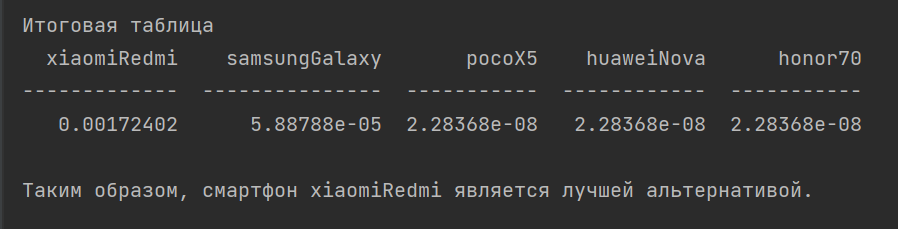 Итоговая таблица
xiaomiRedmi samsungGalaxy pocoX5 huaweiNova honor70
------------- --------------- ----------- ------------ -----------
0.00172402 5.88788e-05 2.28368e-08 2.28368e-08 2.28368e-08
Таким образом, смартфон xiaomiRedmi является лучшей альтернативой.